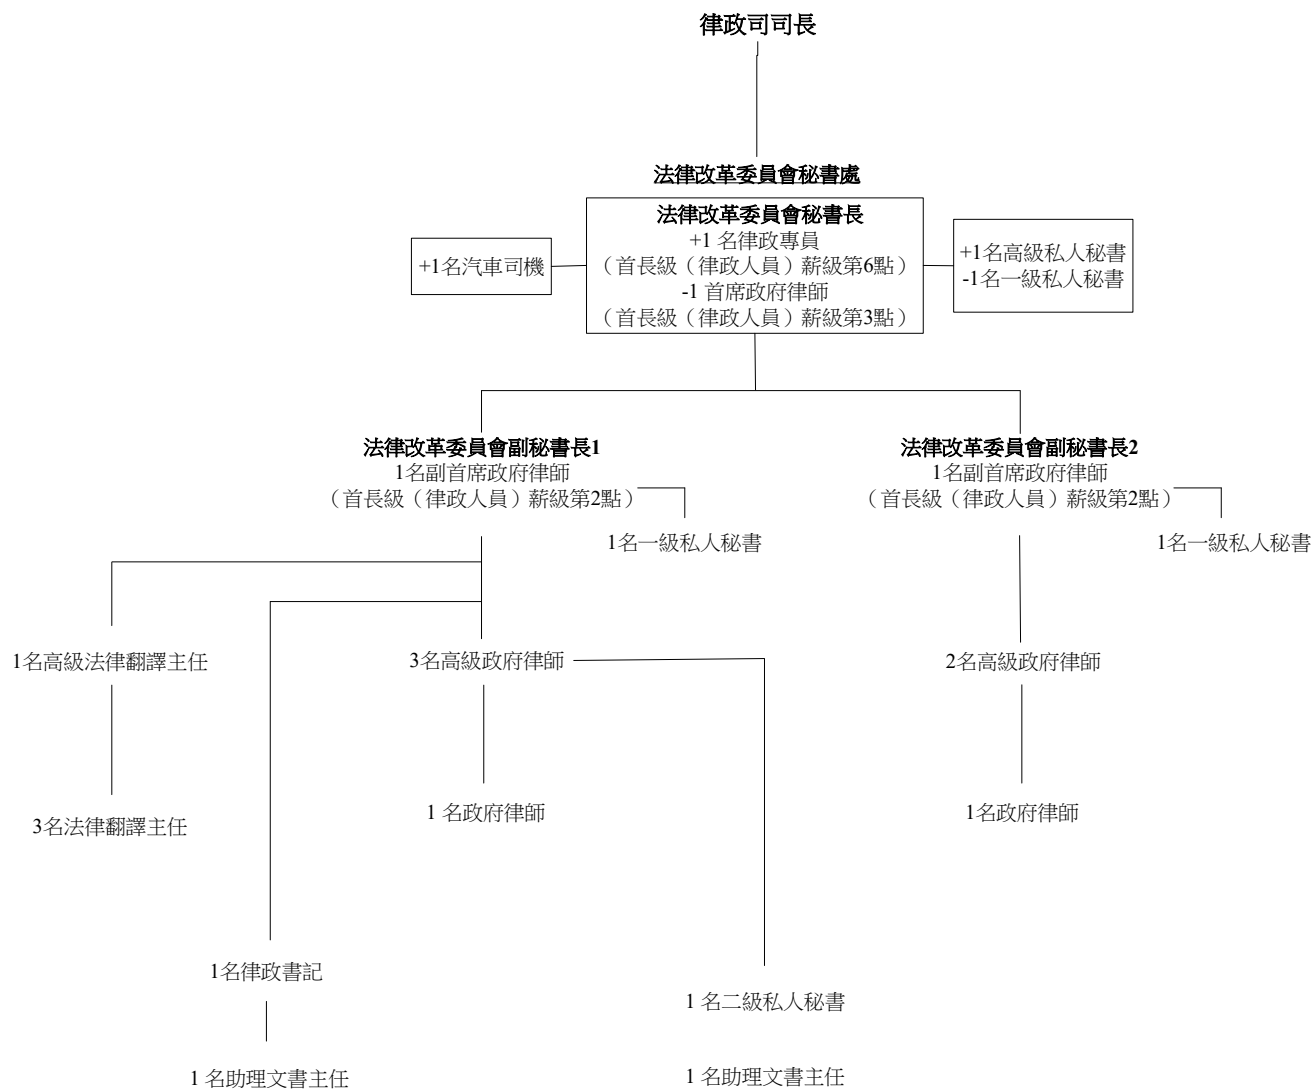 律政司司長
法律改革委員會秘書處
法律改革委員會秘書長
+1 名律政專員
（首長級（律政人員）薪級第6點）
-1 首席政府律師
（首長級（律政人員）薪級第3點）
+1名汽車司機
+1名高級私人秘書
-1名一級私人秘書
法律改革委員會副秘書長1
1名副首席政府律師
（首長級（律政人員）薪級第2點）
1名一級私人秘書
法律改革委員會副秘書長2
1名副首席政府律師
（首長級（律政人員）薪級第2點）
1名一級私人秘書
1名高級法律翻譯主任
3名高級政府律師
2名高級政府律師
3名法律翻譯主任
1 名政府律師
1名政府律師
1名律政書記
1 名二級私人秘書
1 名助理文書主任
1 名助理文書主任